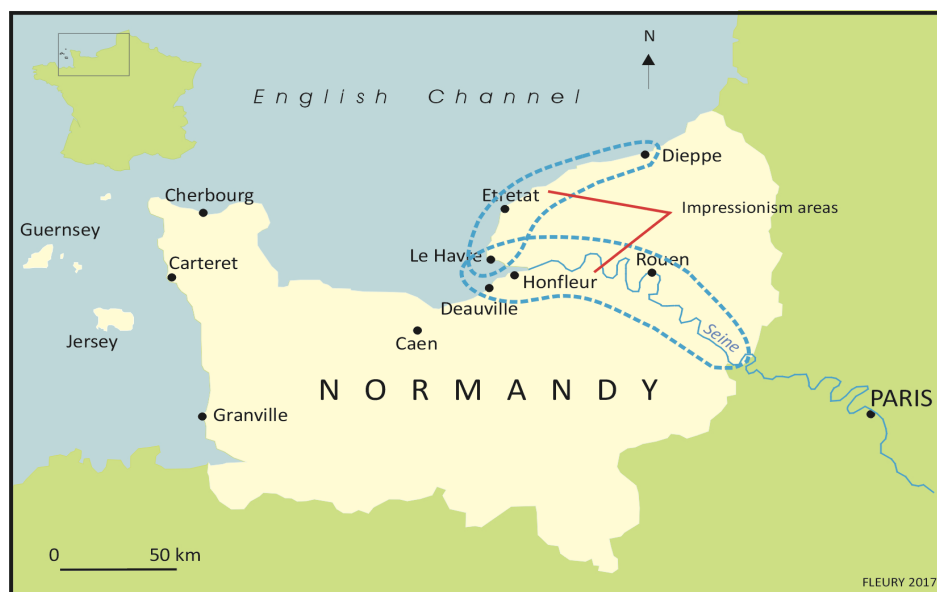 N
English Channel
Dieppe
Cherbourg
Etretat
Impressionism areas
Guernsey
Le Havre
Rouen
Carteret
Honfleur
Deauville
Jersey
Seine
Caen
NORMANDY
PARIS
Granville
0 50 km
FLEURY 2017